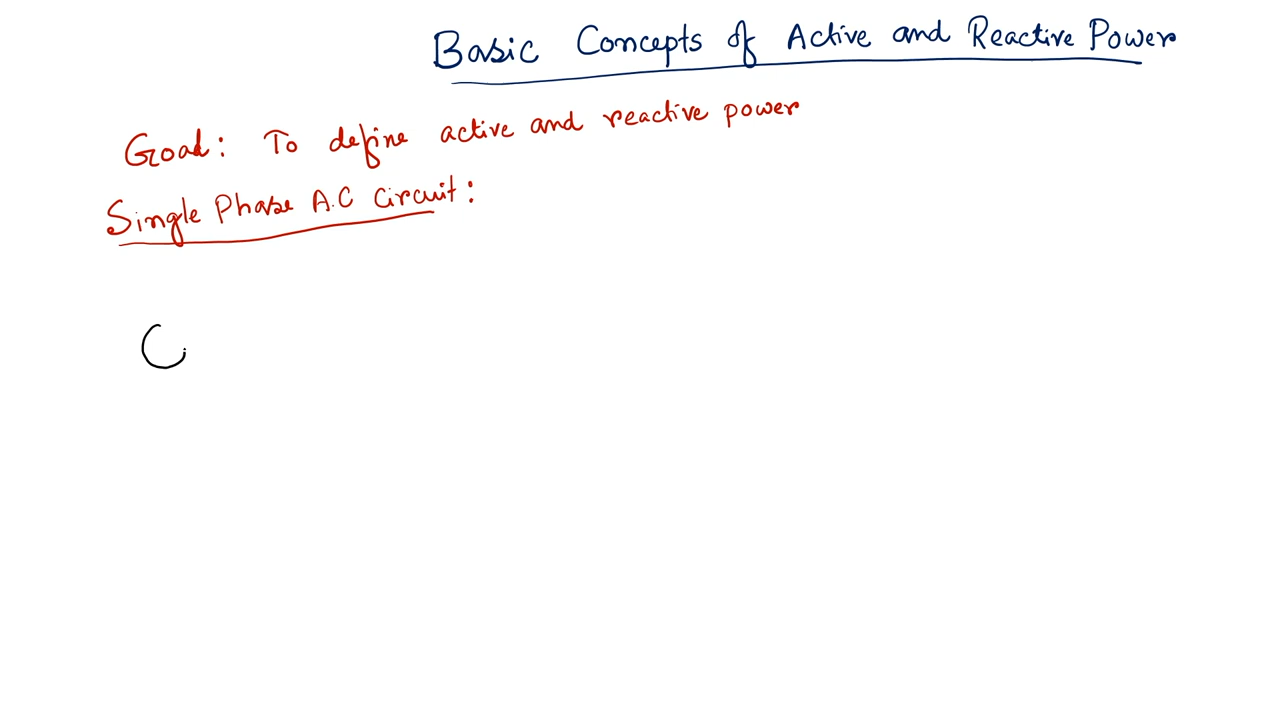 Basic Concepts of Active and Reactive Power
Goal: To define active and reactive power
Single Phase A.C Circuit: